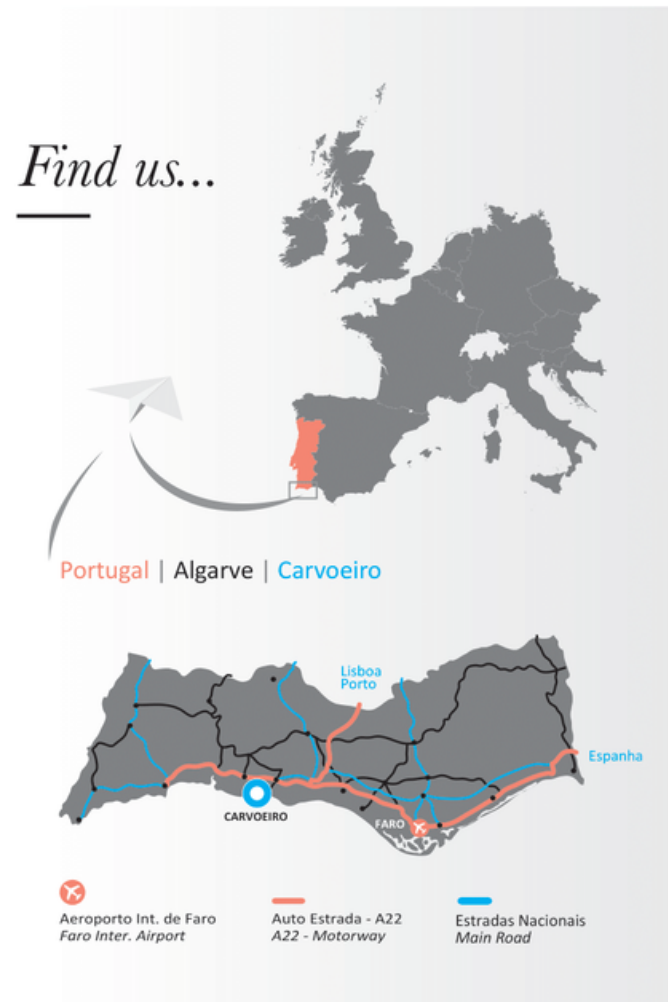 Find us...
Portugal | Algarve | Carvoeiro
Lisboa
Porto
Espanha
CARVOEIRO
FARO
Aeroporto Int. de Faro
Faro Inter. Airport
Auto Estrada - A22
A22 - Motorway
Estradas Nacionais
Main Road